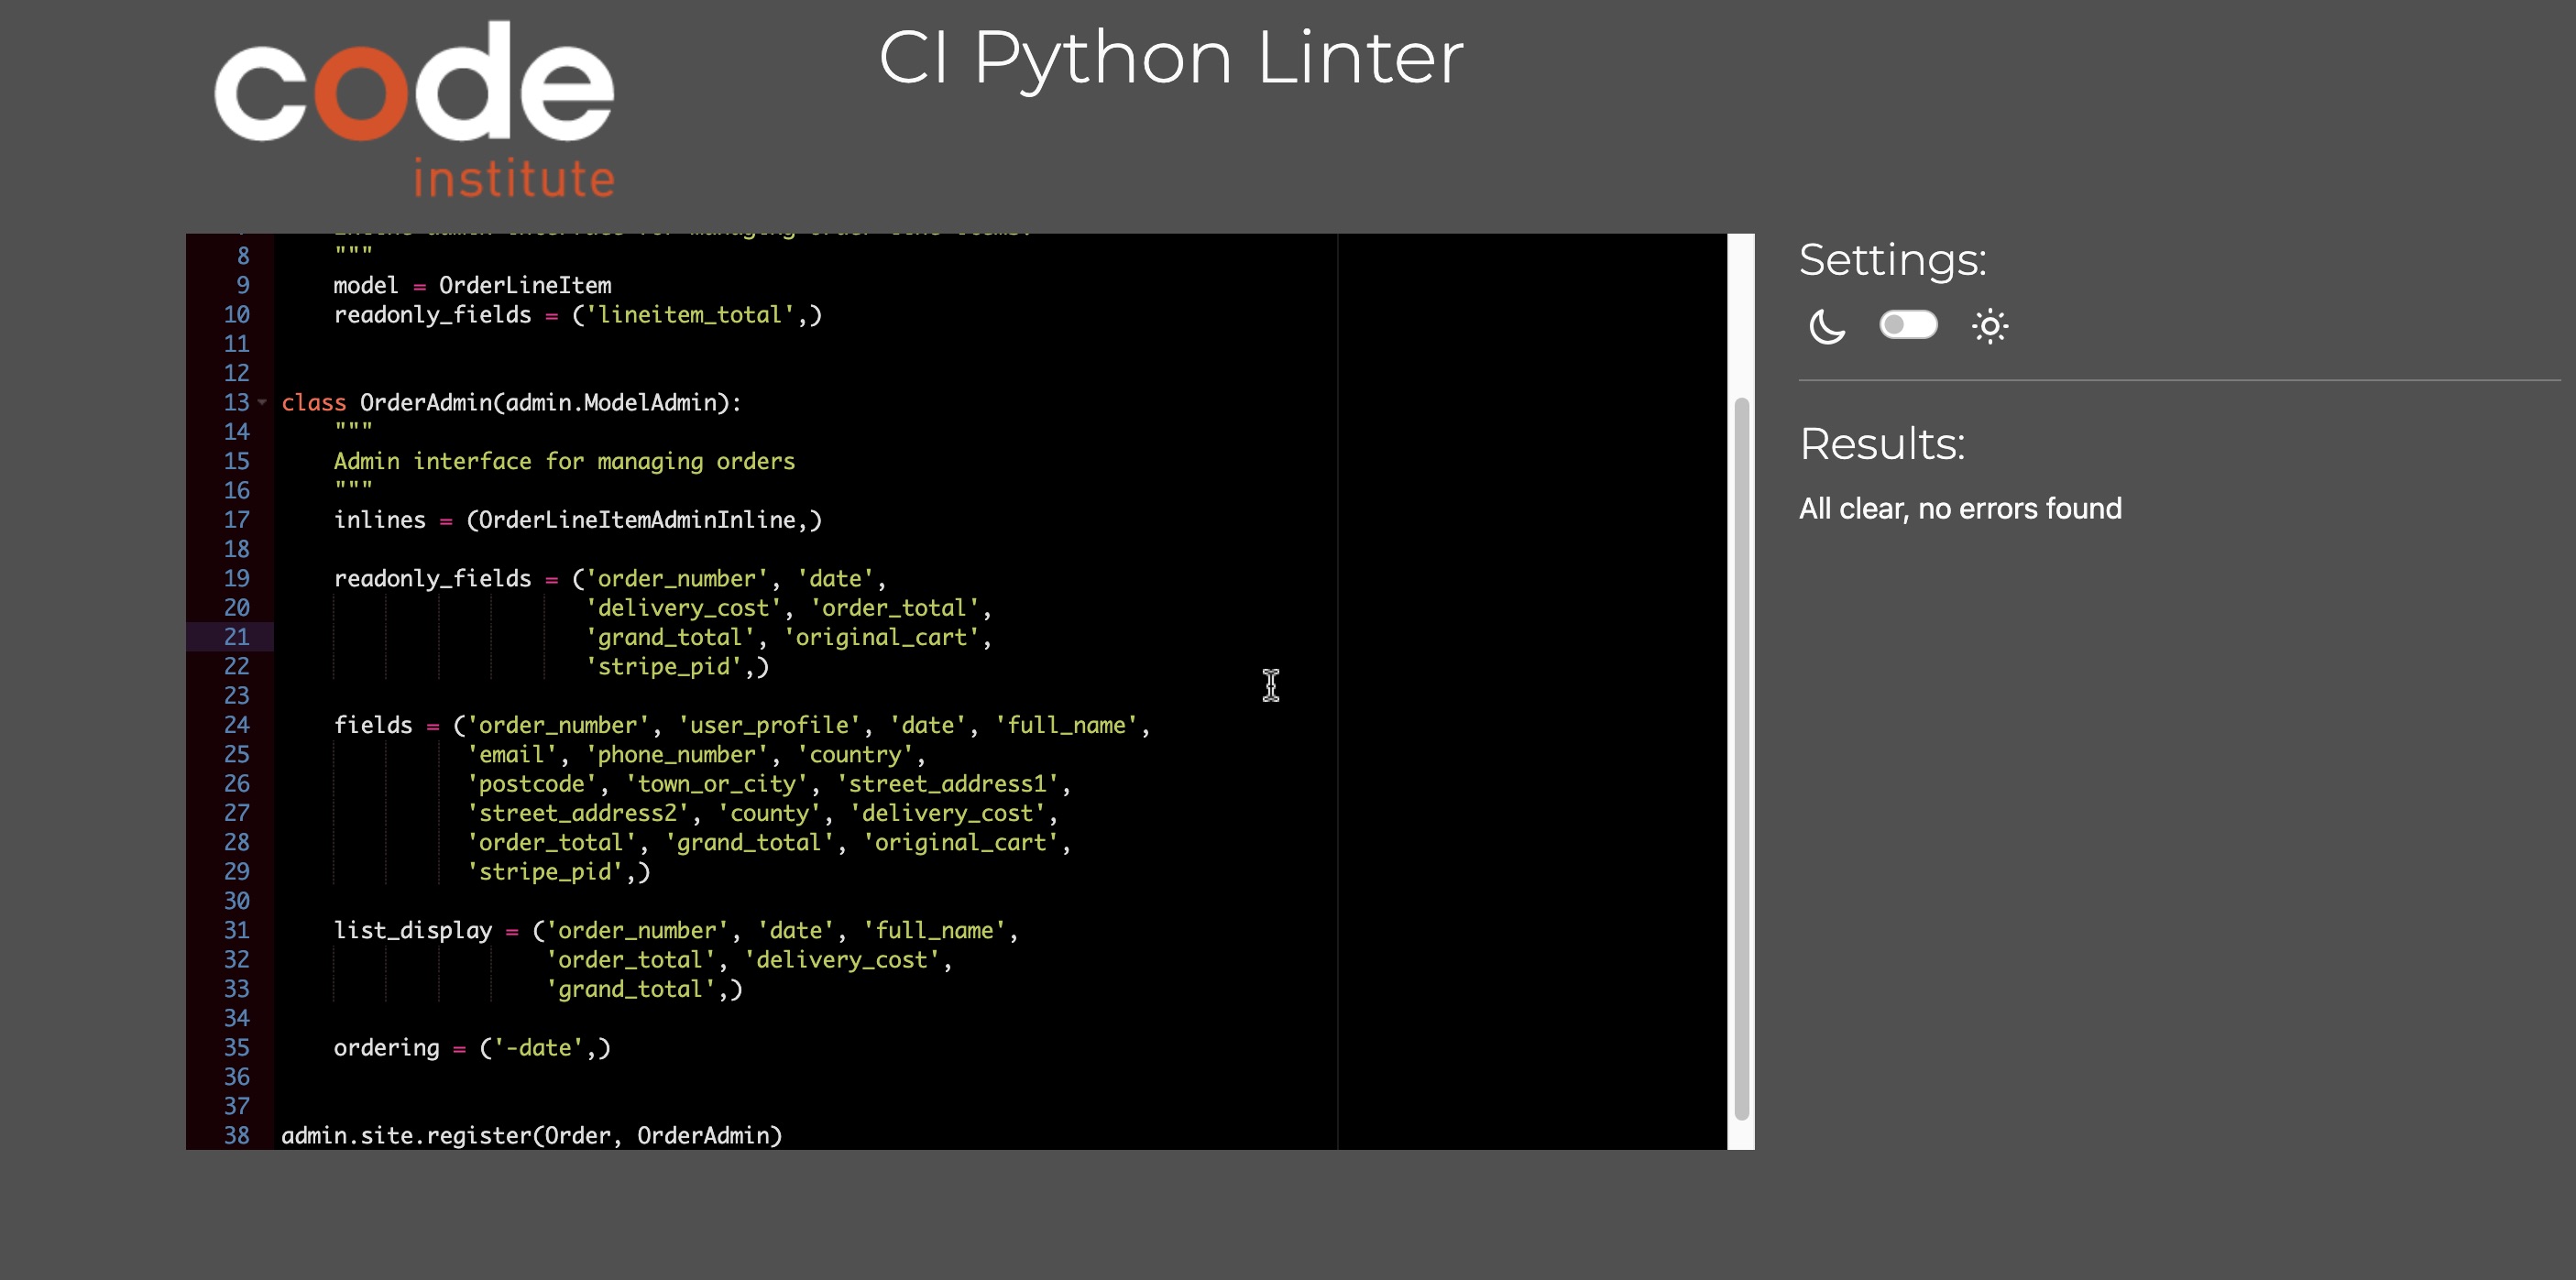 code
institute
CI Python Linter
8 """
9 model = OrderLineItem
10 readonly_fields = ('lineitem_total',)
11
12
13 class OrderAdmin(admin.ModelAdmin):
14 """
15 Admin interface for managing orders
16 """
17 inlines = (OrderLineItemAdminInline,)
18
19 readonly_fields = ('order_number', 'date',
20 'delivery_cost', 'order_total',
21 'grand_total', 'original_cart',
22 'stripe_pid',)
23
24 fields = ('order_number', 'user_profile', 'date', 'full_name',
25 'email', 'phone_number', 'country',
26 'postcode', 'town_or_city', 'street_address1',
27 'street_address2', 'county', 'delivery_cost',
28 'order_total', 'grand_total', 'original_cart',
29 'stripe_pid',)
30
31 list_display = ('order_number', 'date', 'full_name',
32 'order_total', 'delivery_cost',
33 'grand_total',)
34
35 ordering = ('-date',)
36
37
38 admin.site.register(Order, OrderAdmin)
Settings:
Results:
All clear, no errors found